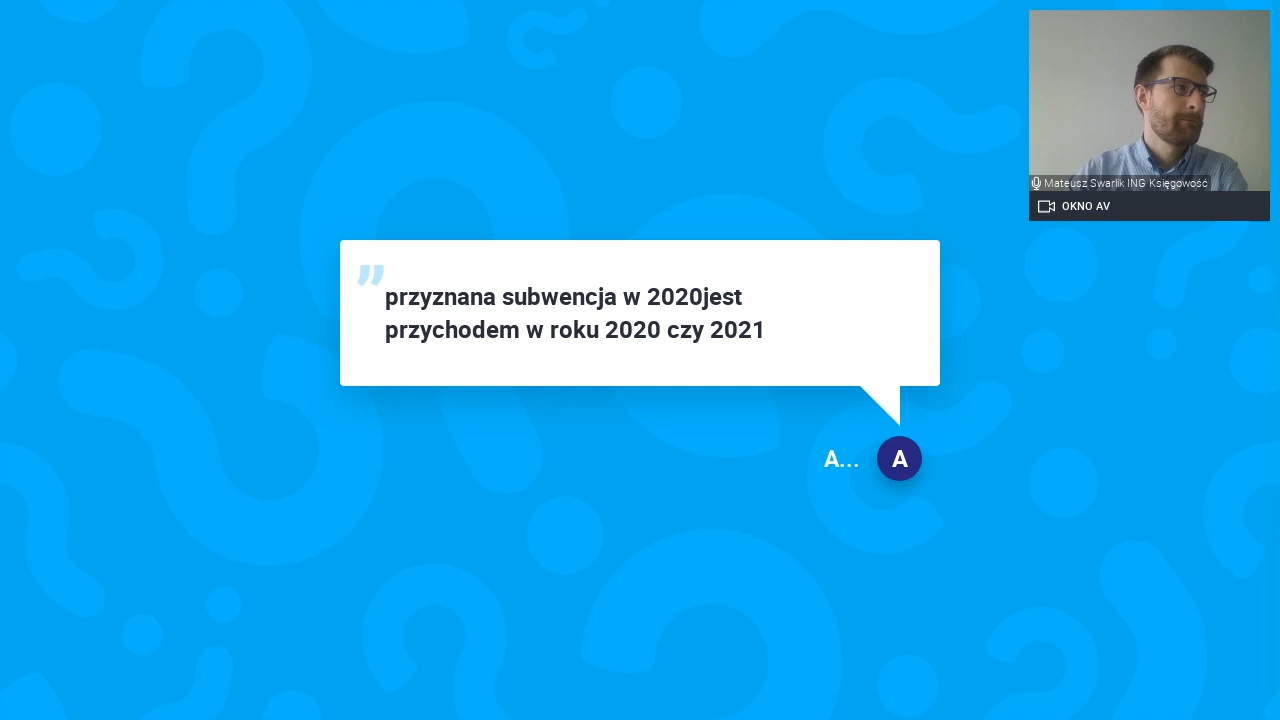 Mateusz Swarlik ING Księgowość
OKNO AV
przyznana subwencja w 2020jest
przychodem w roku 2020 czy 2021
A...
A